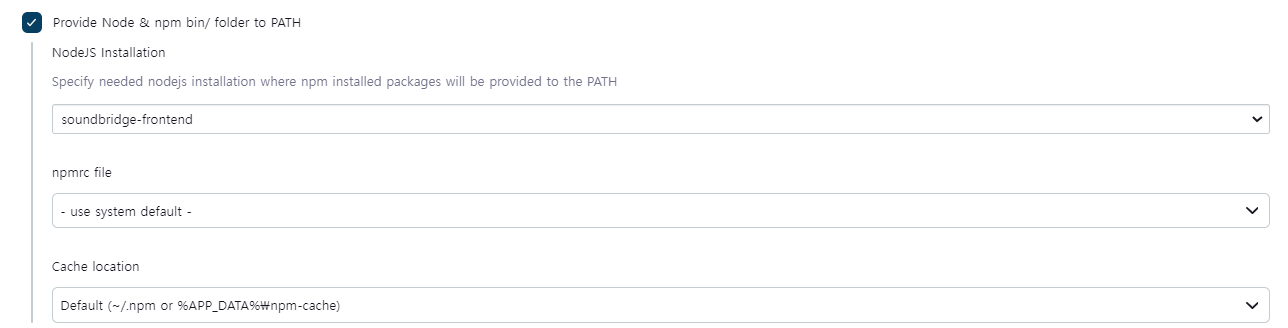 Provide Node & npm bin/ folder to PATH
NodeJS Installation
Specify needed nodejs installation where npm installed packages will be provided to the PATH
soundbridge-frontend
npmrc file
- use system default -
Cache location
Default (~/.npm or %APP_DATA%₩npm-cache)